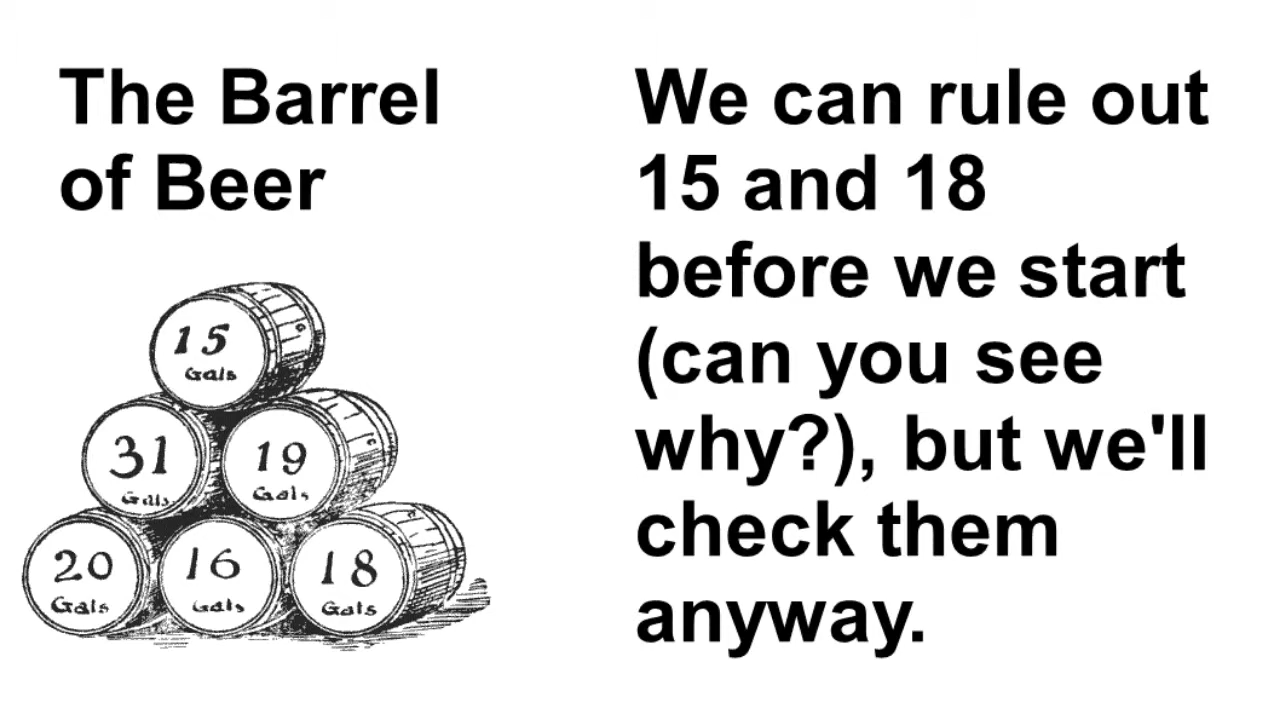 The Barrel
of Beer
We can rule out
15 and 18
before we start
(can you see
why?), but we'll
check them
anyway.
15
Gals
31
Gals
19
Gals
20
Gals
16
Gals
18
Gals